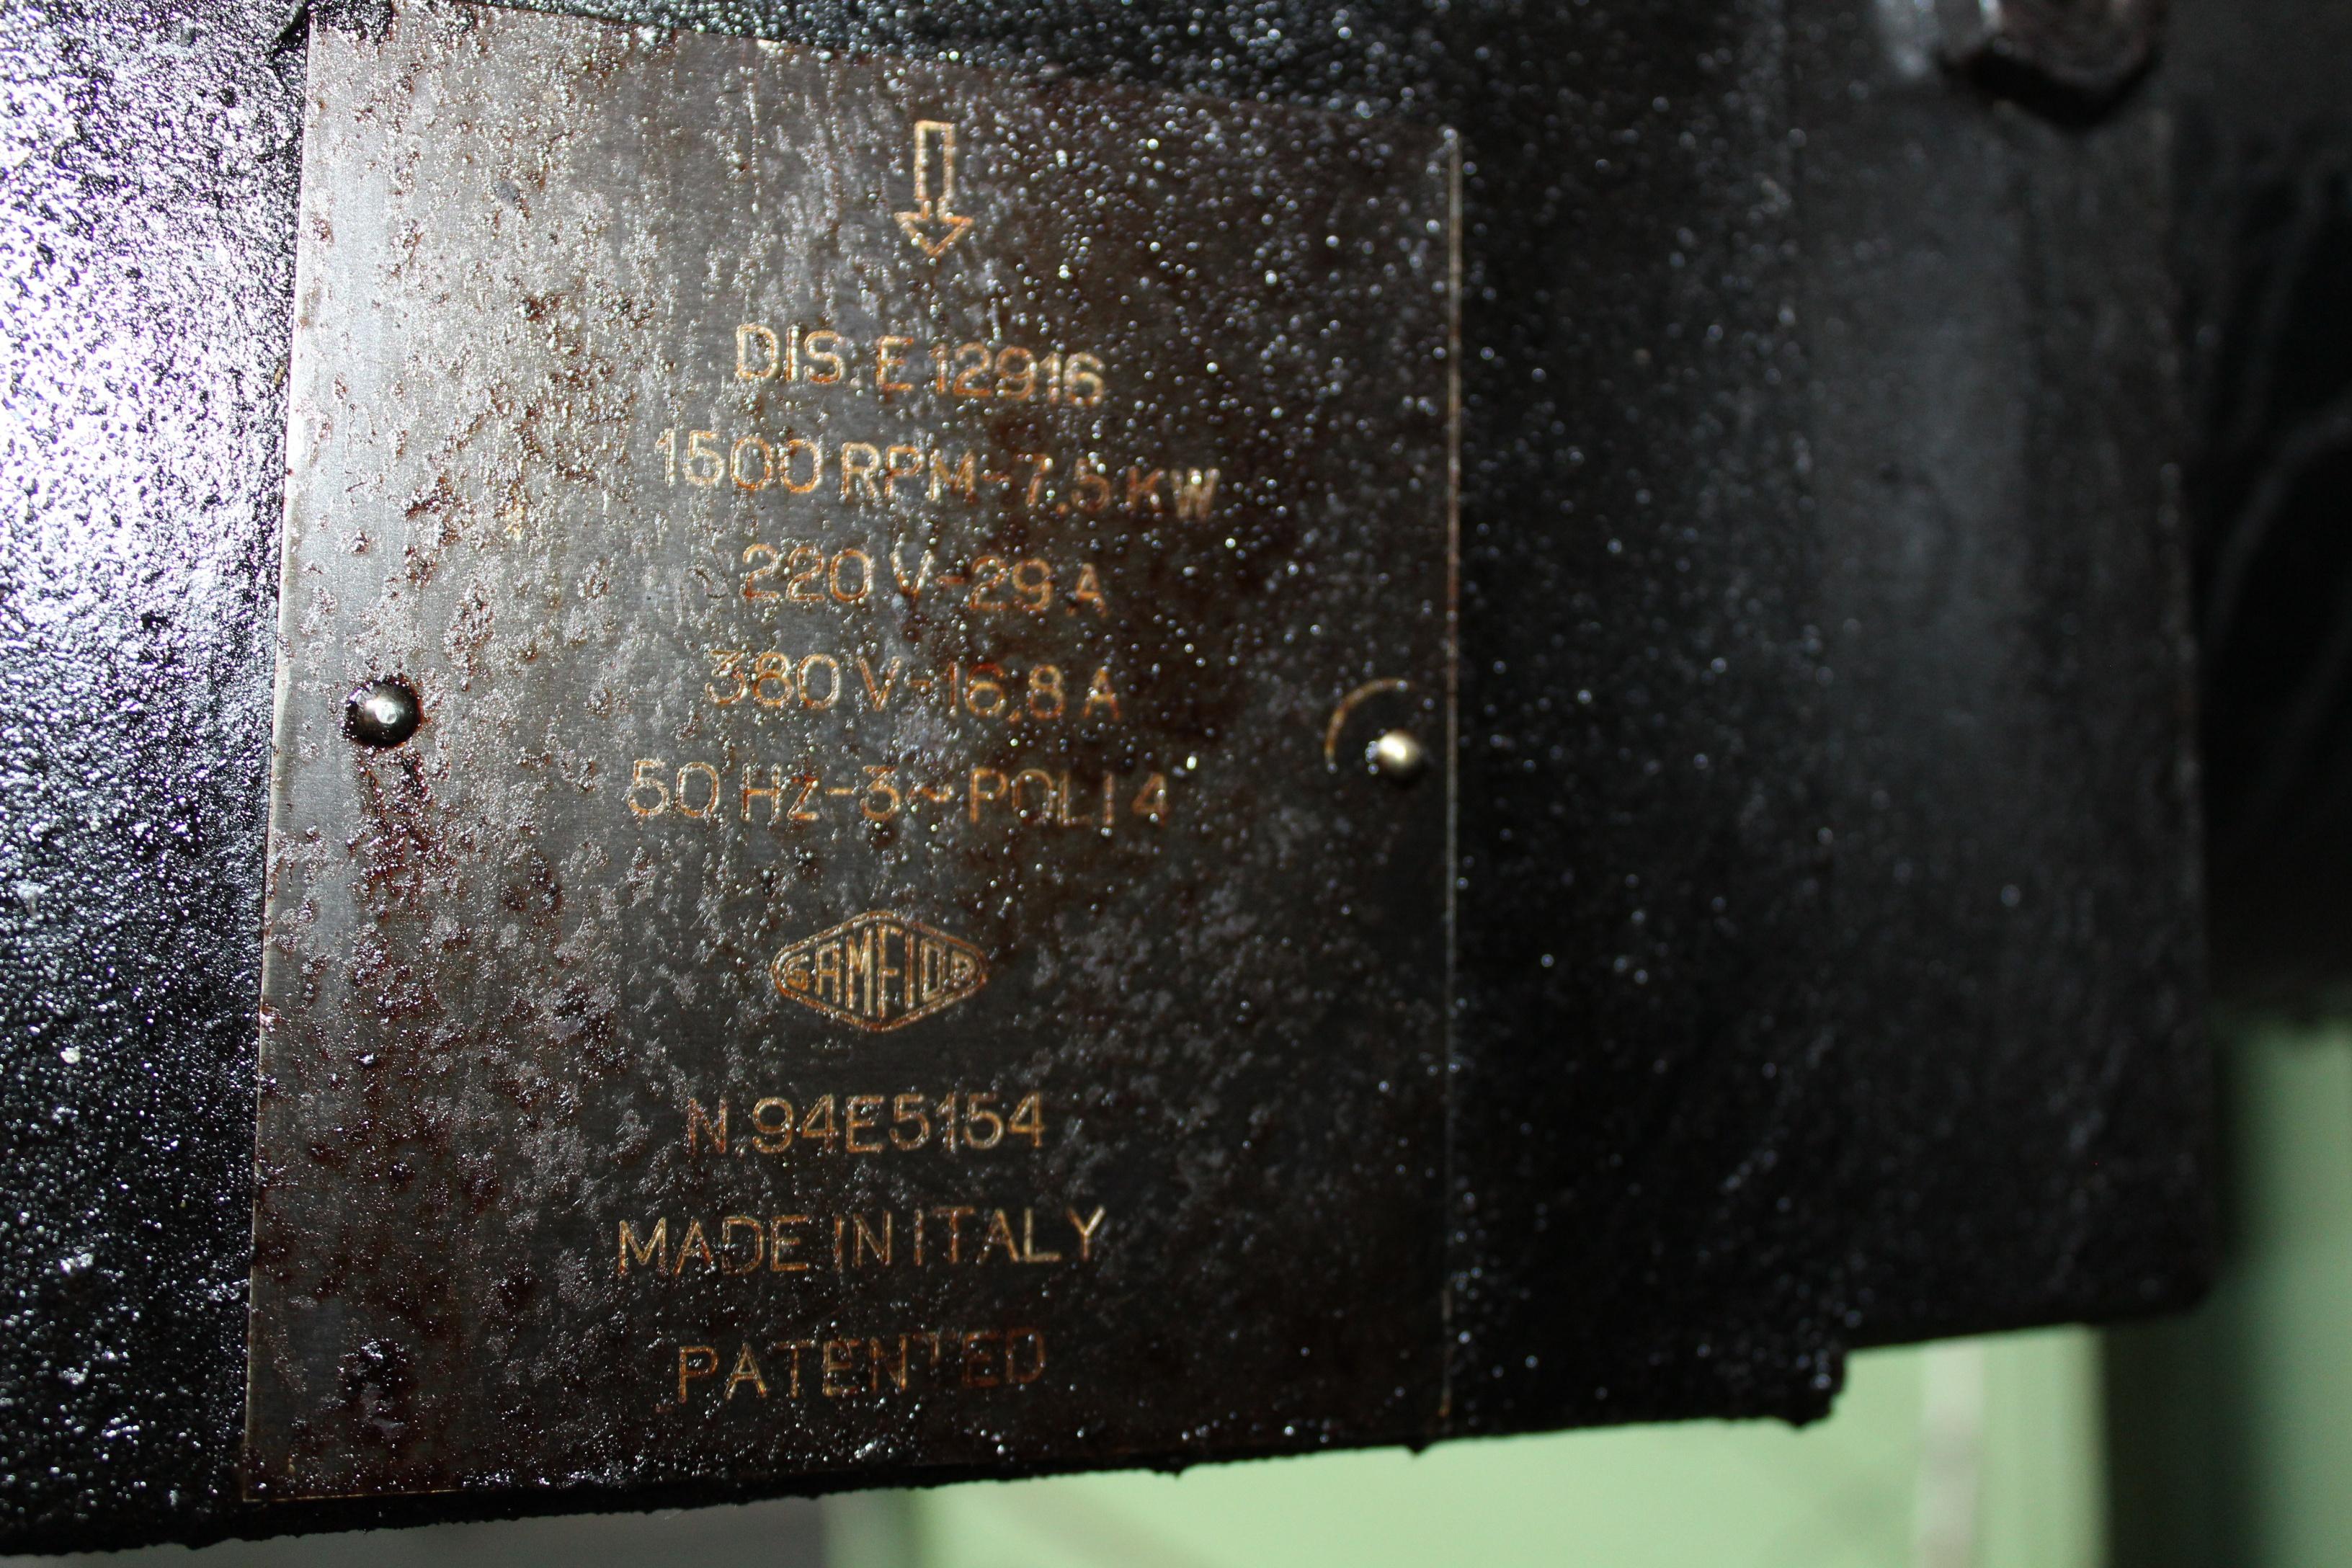 DIS. E 12916
1500 RPM - 7,5 KW
220 V - 29 A
380 V - 16,8 A
50 HZ - 3 ~ POLI 4
SAMFIOR
N. 94E5154
MADE IN ITALY
PATENTED